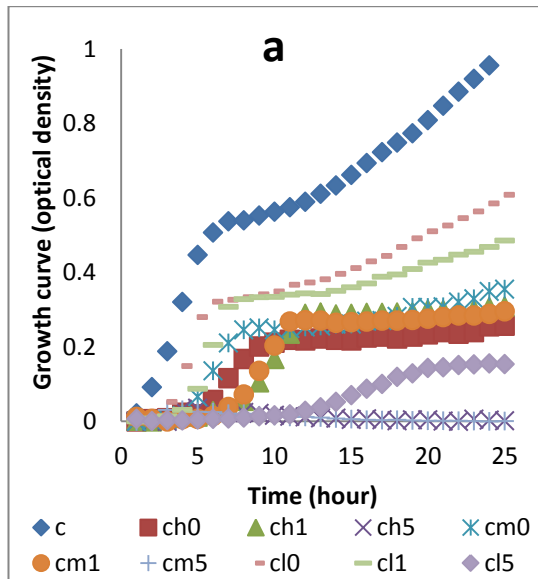 a
Growth curve (optical density)
1
0.8
0.6
0.4
0.2
0
0 5 10 15 20 25
Time (hour)
c ch0 ch1 ch5 cm0
cm1 cm5 cl0 cl1 cl5